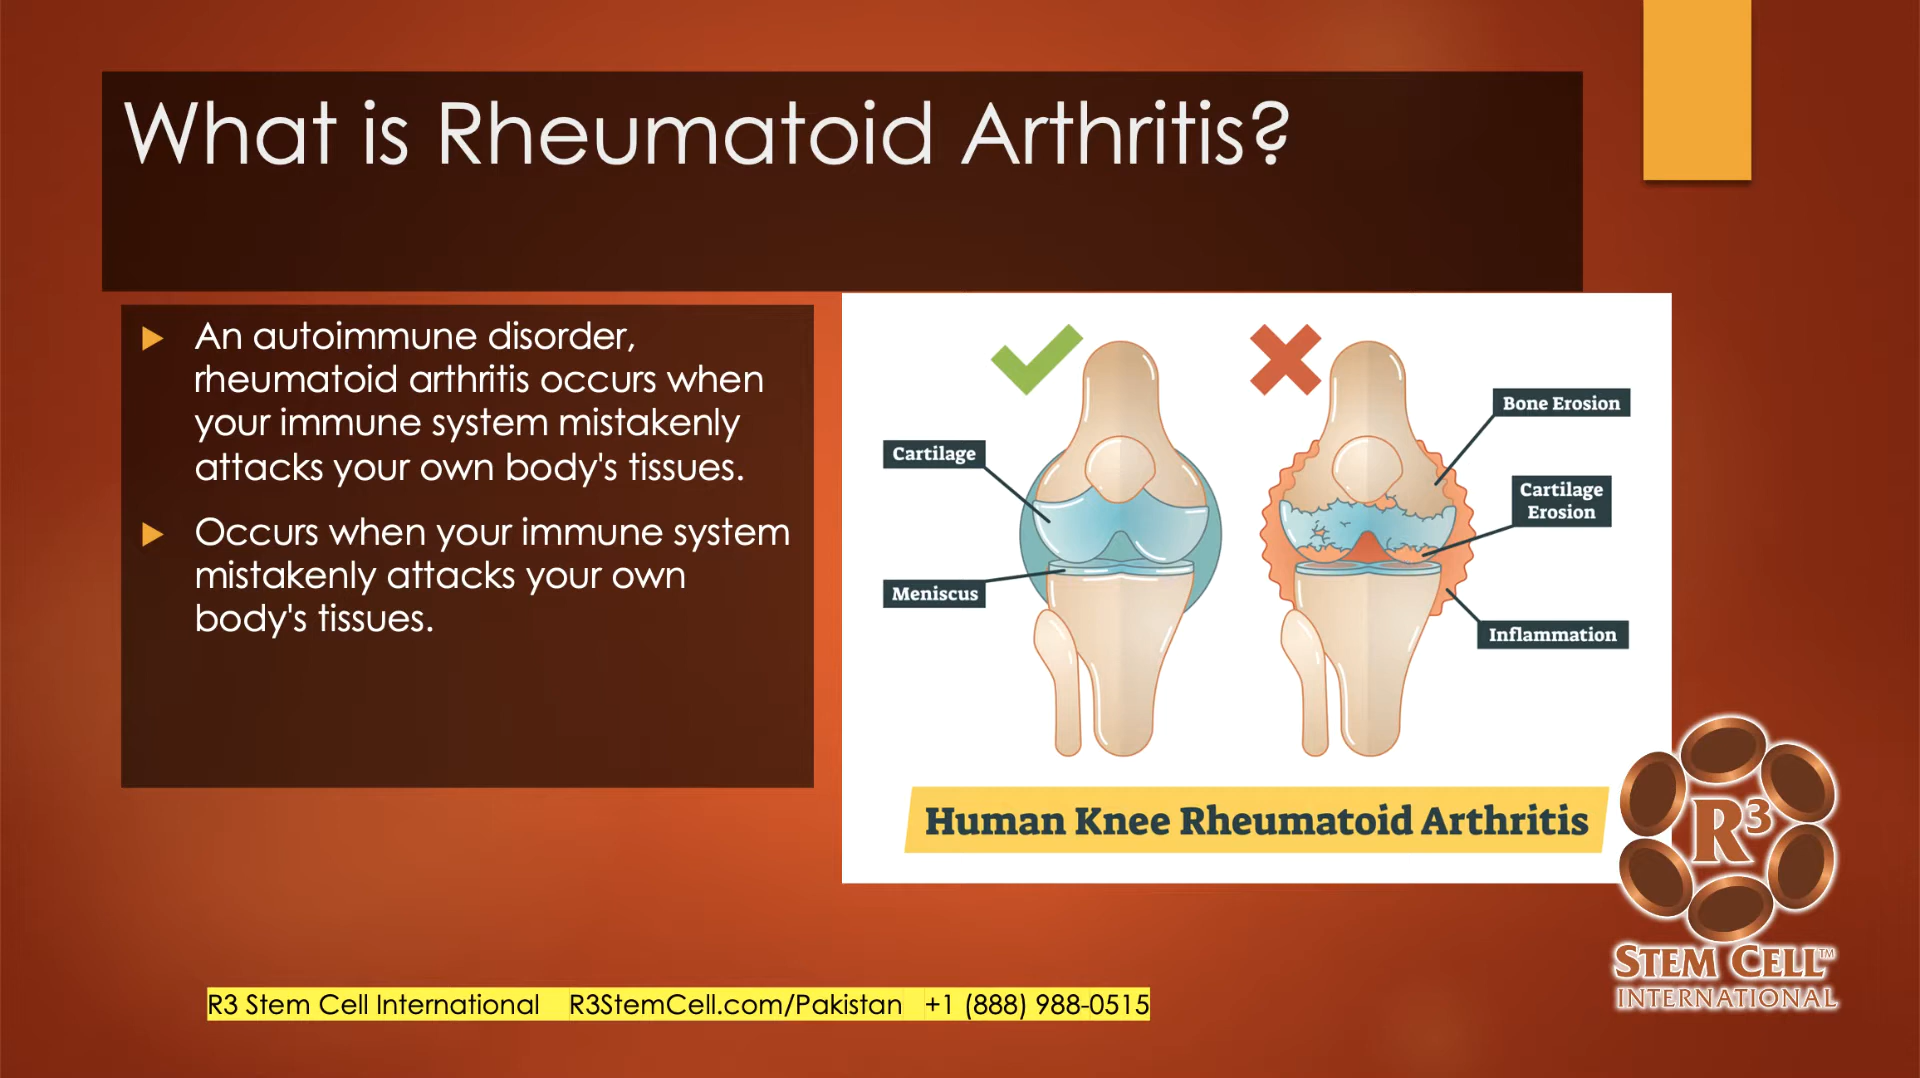 What is Rheumatoid Arthritis?
An autoimmune disorder,
rheumatoid arthritis occurs when
your immune system mistakenly
attacks your own body's tissues.
Occurs when your immune system
mistakenly attacks your own
body's tissues.
Cartilage
Meniscus
Bone Erosion
Cartilage
Erosion
Inflammation
Human Knee Rheumatoid Arthritis
R3
STEM CELL™
INTERNATIONAL
R3 Stem Cell International R3StemCell.com/Pakistan +1 (888) 988-0515